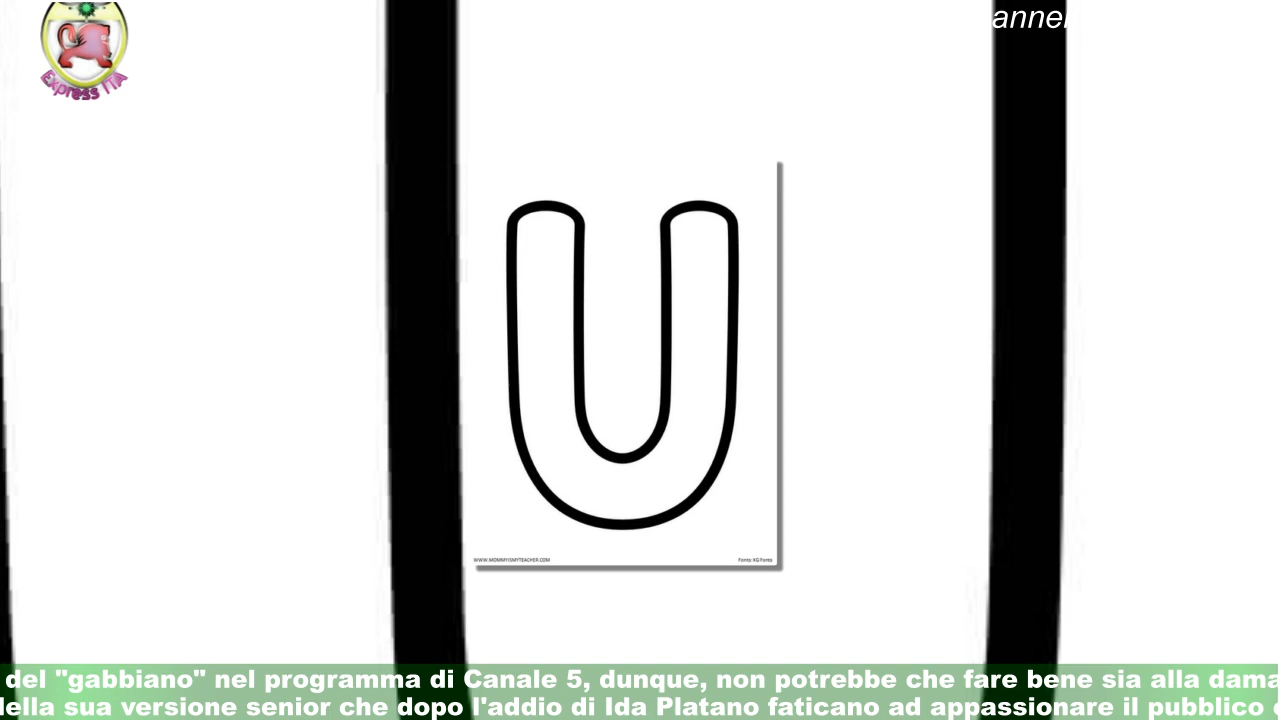 Express ITA
U
WWW.MOMMYISMYTEACHER.COM
Fonts: KG Fonts
del "gabbiano" nel programma di Canale 5, dunque, non potrebbe che fare bene sia alla dama
della sua versione senior che dopo l'addio di Ida Platano faticano ad appassionare il pubblico